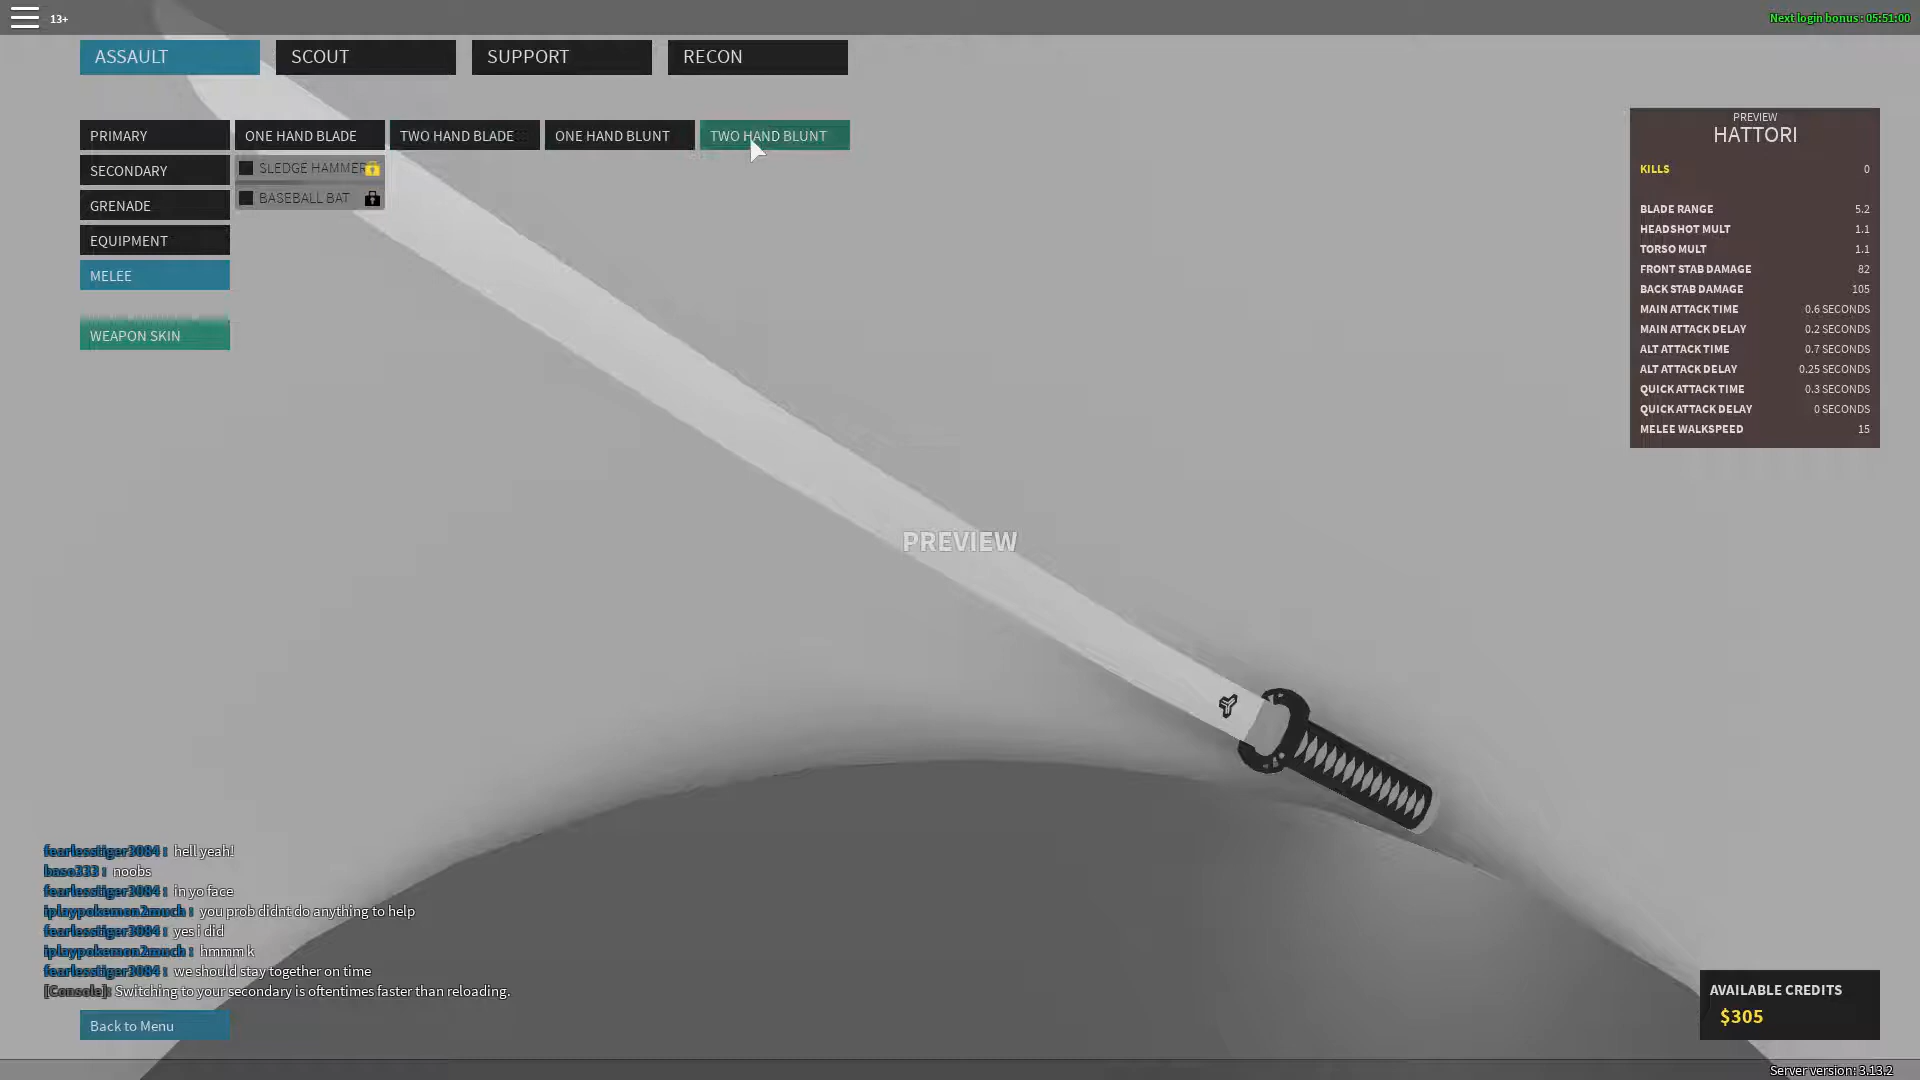 13+
Next login bonus : 05:51:00
ASSAULT
SCOUT
SUPPORT
RECON
PRIMARY
ONE HAND BLADE
TWO HAND BLADE
ONE HAND BLUNT
TWO HAND BLUNT
SECONDARY
SLEDGE HAMMER
BASEBALL BAT
GRENADE
EQUIPMENT
MELEE
WEAPON SKIN
PREVIEW
HATTORI
KILLS 0
BLADE RANGE 5.2
HEADSHOT MULT 1.1
TORSO MULT 1.1
FRONT STAB DAMAGE 82
BACK STAB DAMAGE 105
MAIN ATTACK TIME 0.6 SECONDS
MAIN ATTACK DELAY 0.2 SECONDS
ALT ATTACK TIME 0.7 SECONDS
ALT ATTACK DELAY 0.25 SECONDS
QUICK ATTACK TIME 0.3 SECONDS
QUICK ATTACK DELAY 0 SECONDS
MELEE WALKSPEED 15
PREVIEW
fearlesstiger3084 : hell yeah!
baso333 : noobs
fearlesstiger3084 : in yo face
iplaypokemon2much : you prob didnt do anything to help
fearlesstiger3084 : yes i did
iplaypokemon2much : hmmm k
fearlesstiger3084 : we should stay together on time
[Console]: Switching to your secondary is oftentimes faster than reloading.
Back to Menu
AVAILABLE CREDITS
$305
Server version: 3.13.2